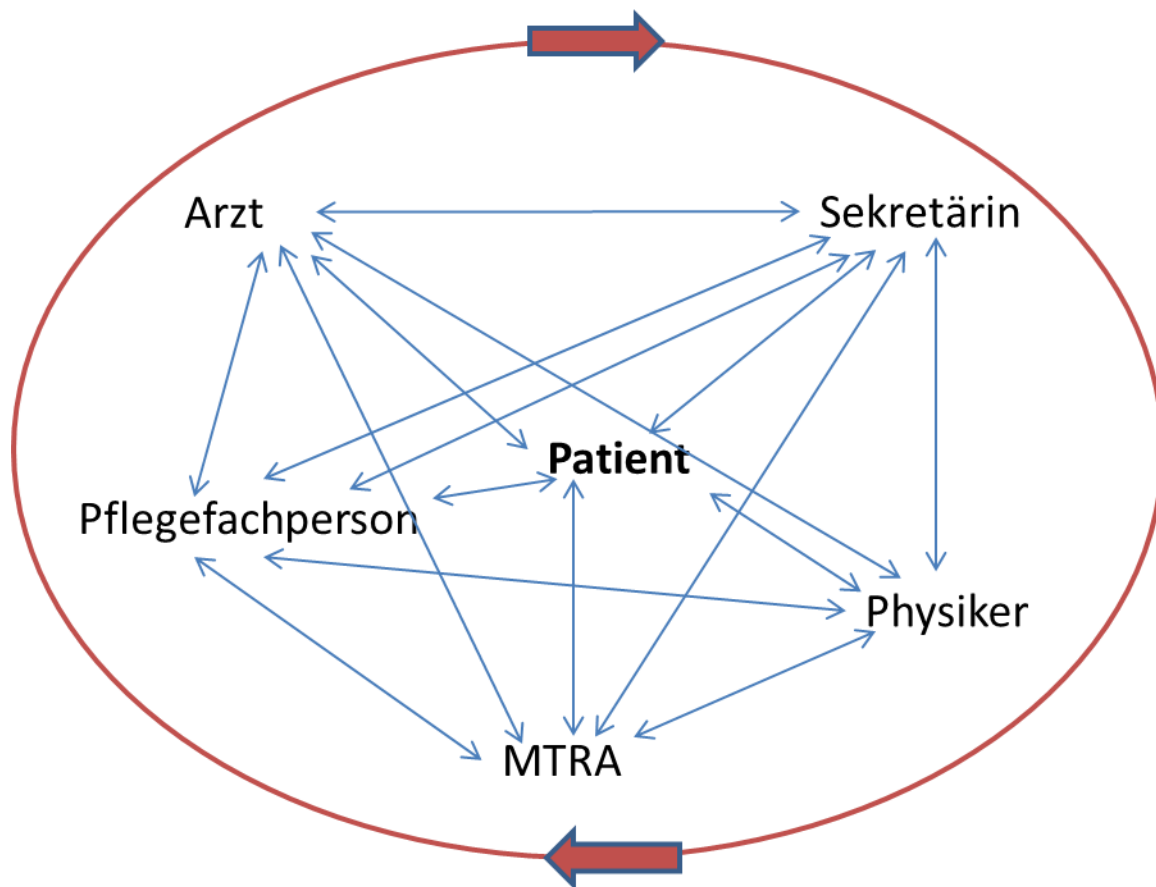 Arzt
Sekretärin
Patient
Pflegefachperson
Physiker
MTRA